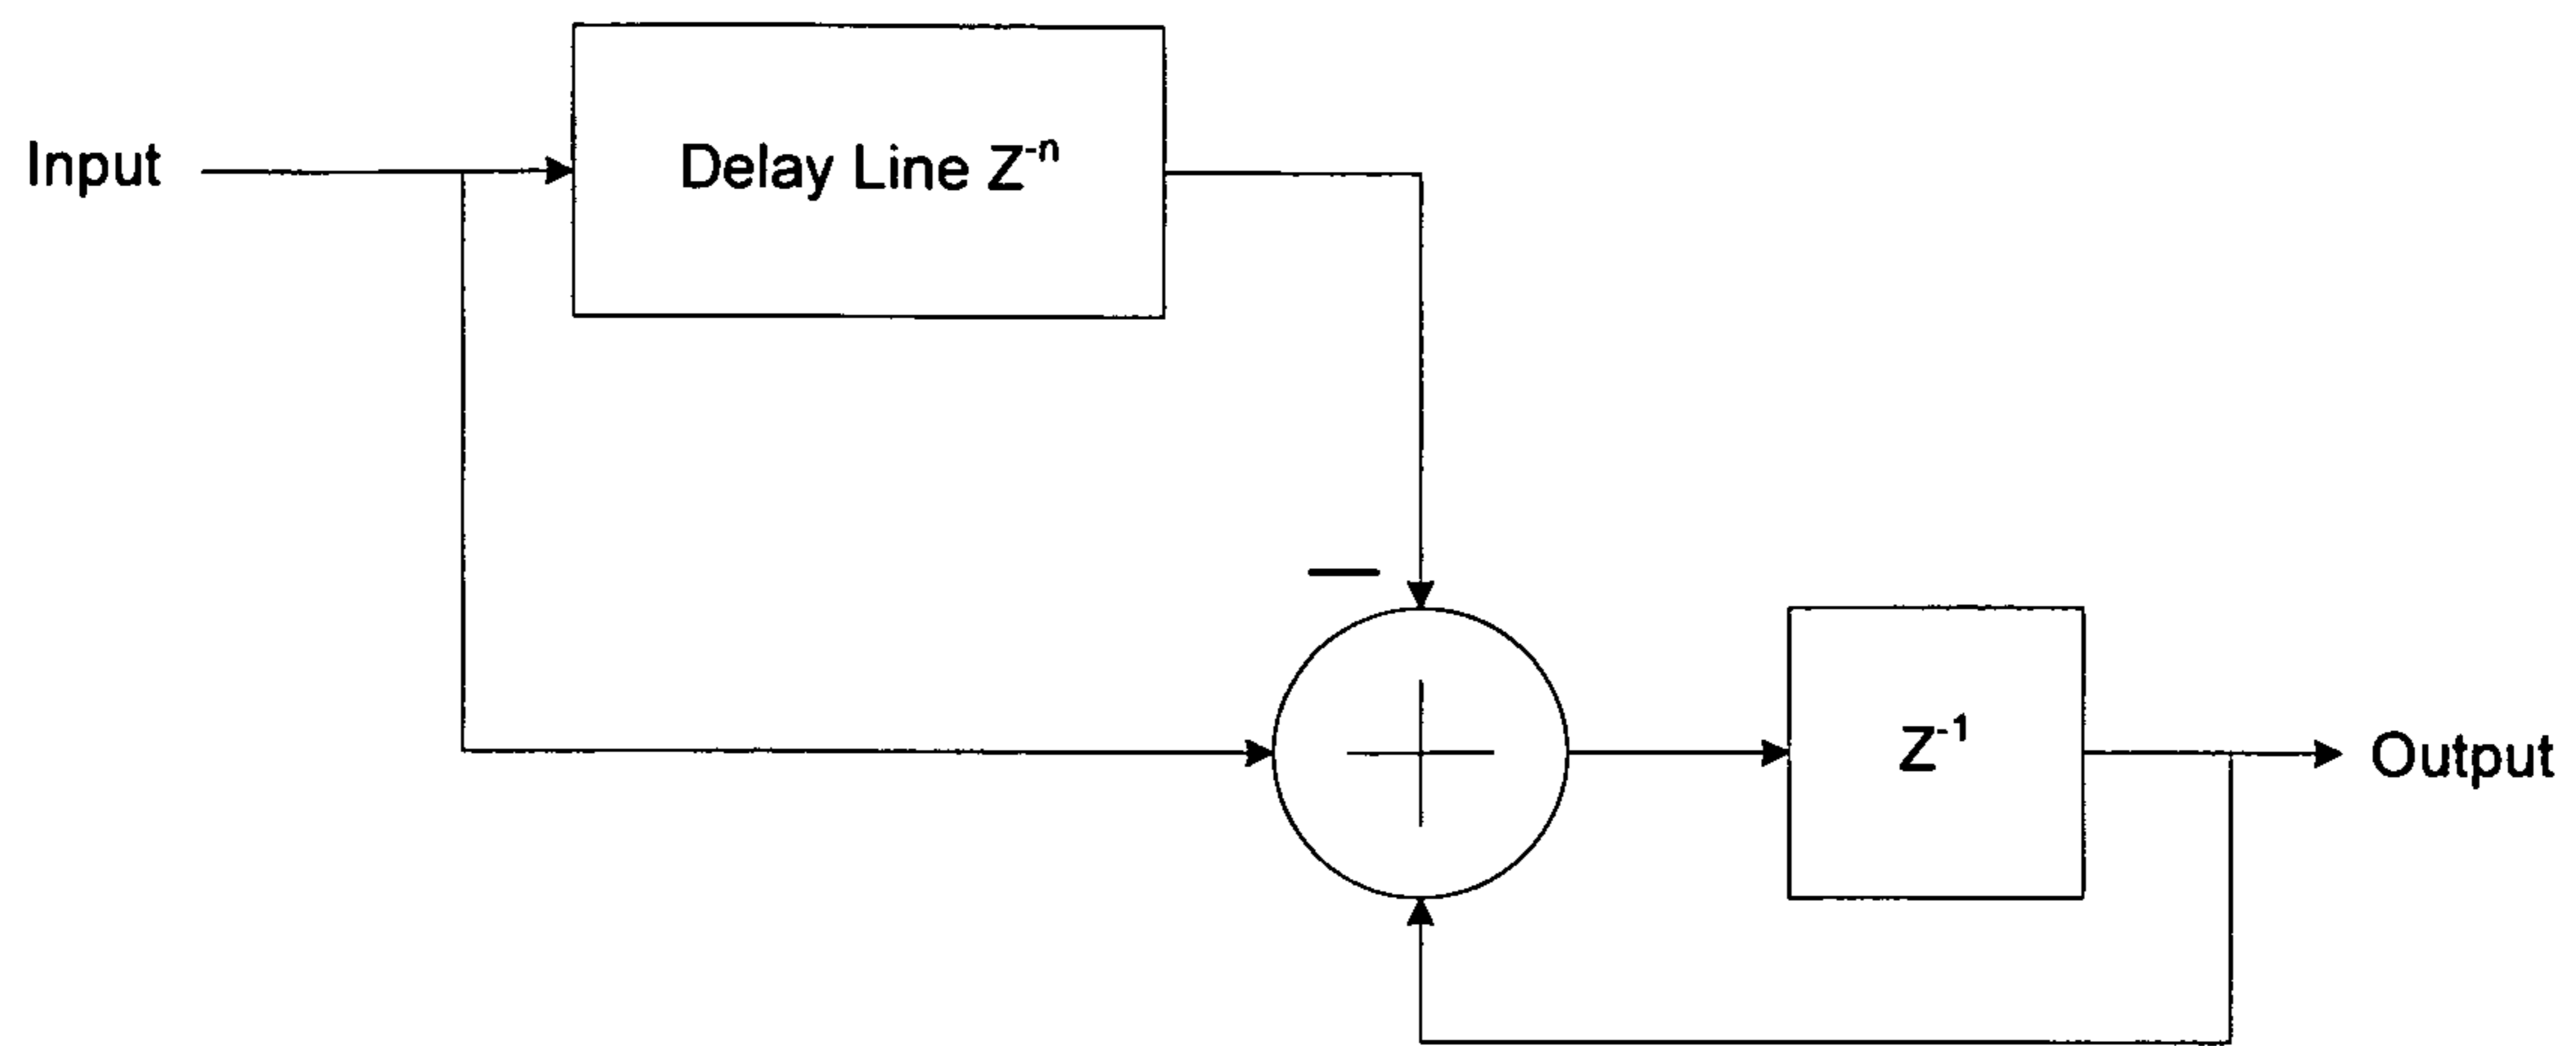 Input
Delay Line Z⁻ⁿ
—
Z⁻¹
Output